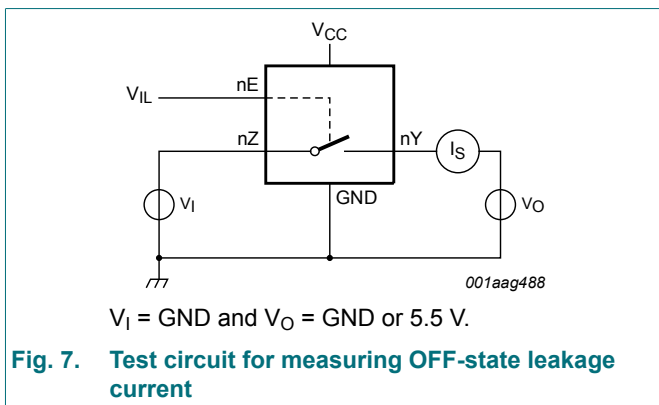 VCC
nE
VIL
nZ
nY
IS
GND
VI
VO
001aag488
VI = GND and VO = GND or 5.5 V.
Fig. 7. Test circuit for measuring OFF-state leakage
current